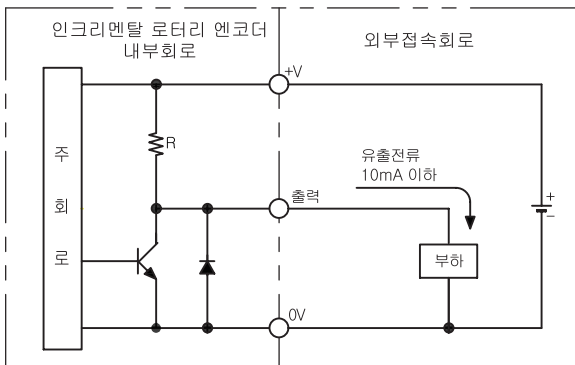 인크리멘탈 로터리 엔코더
내부회로
외부접속회로
+V
주회로
R
유출전류
10mA 이하
출력
+
−
부하
0V